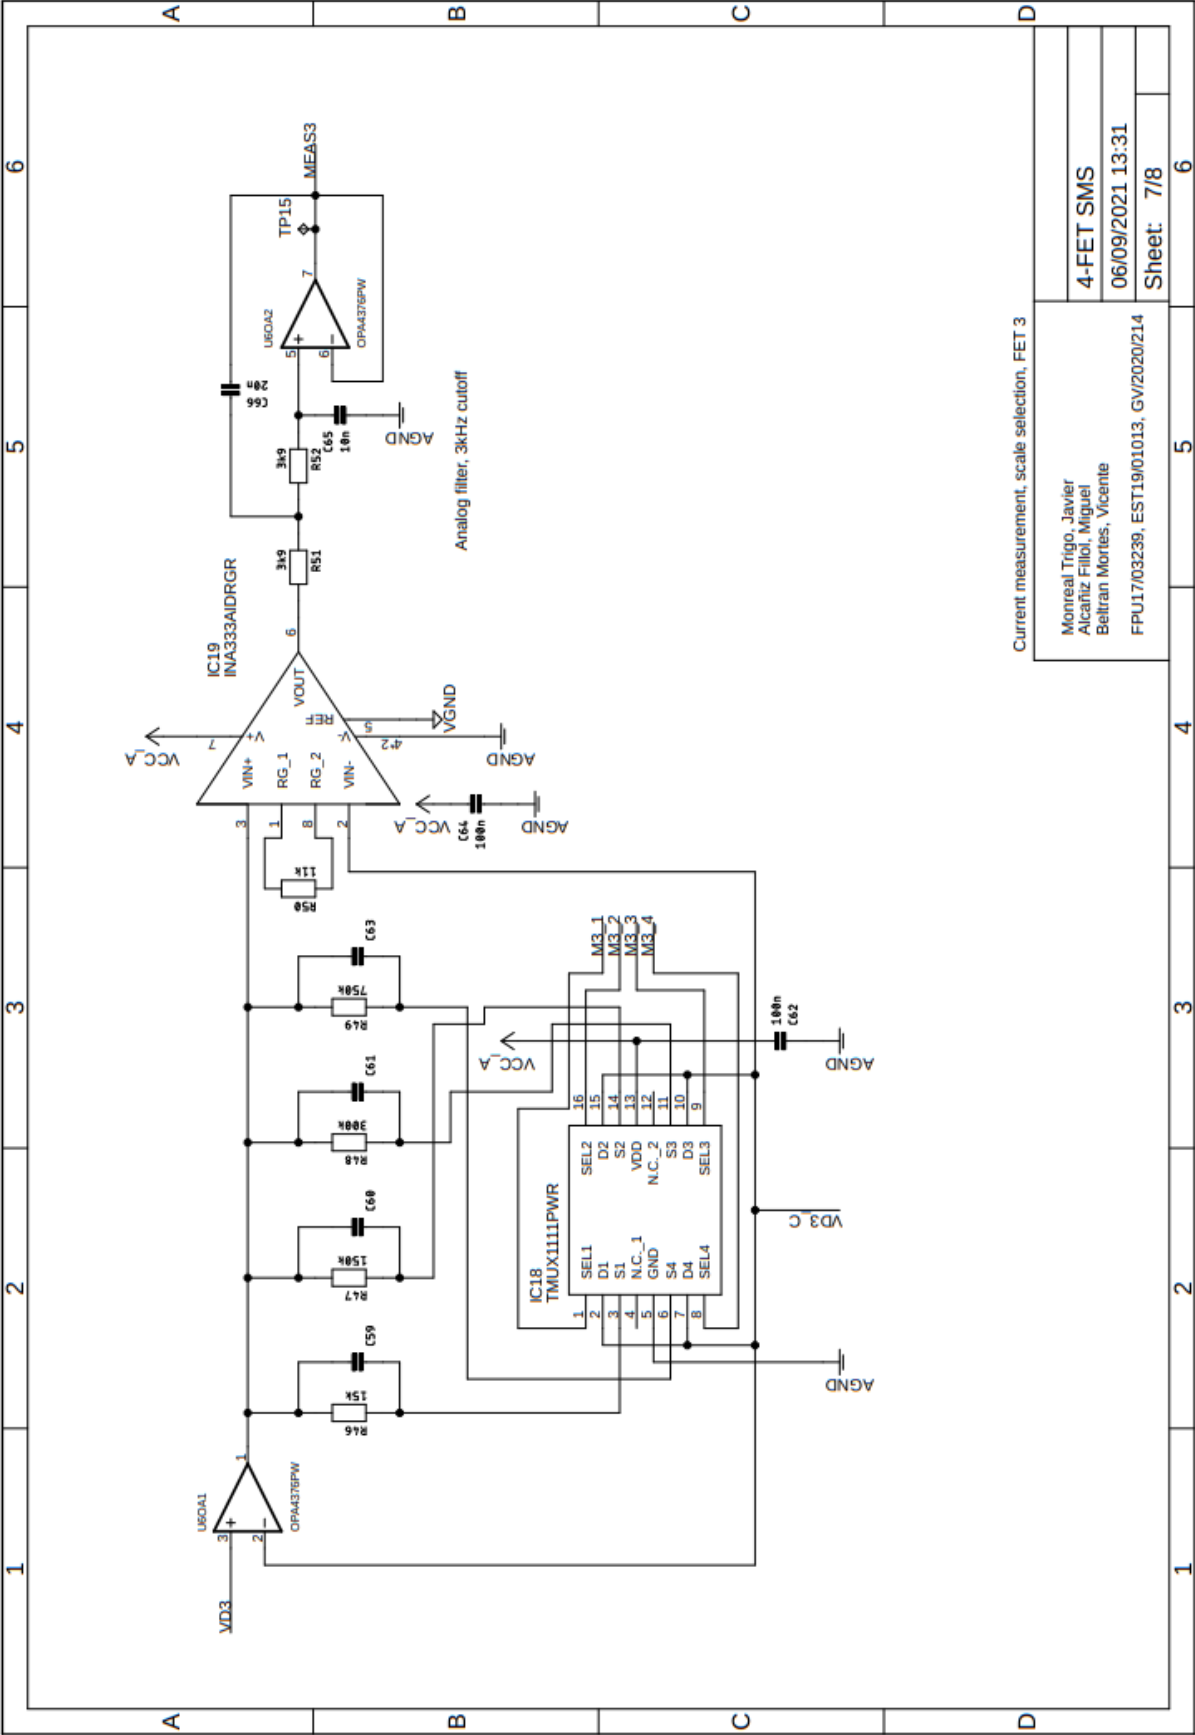 1
2
3
4
5
6
A
B
C
D
VD3
3
2
+
-
1
U6OA1
OPA4376PW
R46
15k
C59
R47
150k
C60
R48
300k
C61
R49
750k
C63
R50
11k
3
1
8
2
VIN+
RG_1
RG_2
VIN-
V+
V-
REF
VOUT
7
4*2
5
6
VCC_A
IC19
INA333AIDRGR
VGND
AGND
VCC_A
C64
100n
AGND
3k9
R51
3k9
R52
C66
20n
C65
10n
AGND
5
6
+
-
7
U6OA2
OPA4376PW
TP15
MEAS3
Analog filter, 3kHz cutoff
IC18
TMUX1111PWR
1
2
3
4
5
6
7
8
SEL1
D1
S1
N.C._1
GND
S4
D4
SEL4
SEL2
D2
S2
VDD
N.C._2
S3
D3
SEL3
16
15
14
13
12
11
10
9
M3_1
M3_2
M3_3
M3_4
VCC_A
100n
C62
AGND
AGND
VD3_C
Current measurement, scale selection, FET 3
Monreal Trigo, Javier
Alcañiz Fillol, Miguel
Beltran Mortes, Vicente
FPU17/03239, EST19/01013, GV/2020/214
4-FET SMS
06/09/2021 13:31
Sheet: 7/8
A
B
C
D
1
2
3
4
5
6